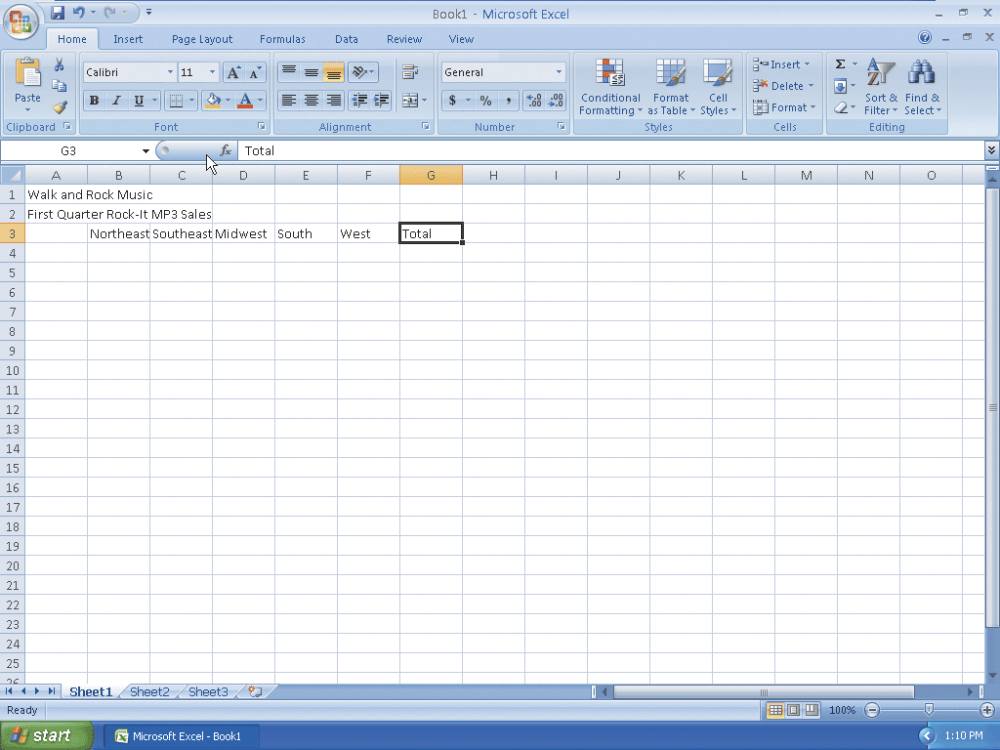 Book1 - Microsoft Excel
Home Insert Page Layout Formulas Data Review View
Paste
Clipboard
Calibri 11
B I U
Font
Alignment
General
$ % ,
Number
Conditional Formatting
Format as Table
Cell Styles
Styles
Insert
Delete
Format
Cells
Σ
Sort & Filter
Find & Select
Editing
G3 fx Total
A B C D E F G H I J K L M N O
1 Walk and Rock Music
2 First Quarter Rock-It MP3 Sales
3 Northeast Southeast Midwest South West Total
4
5
6
7
8
9
10
11
12
13
14
15
16
17
18
19
20
21
22
23
24
25
26
Sheet1 Sheet2 Sheet3
Ready 100%
start Microsoft Excel - Book1 1:10 PM